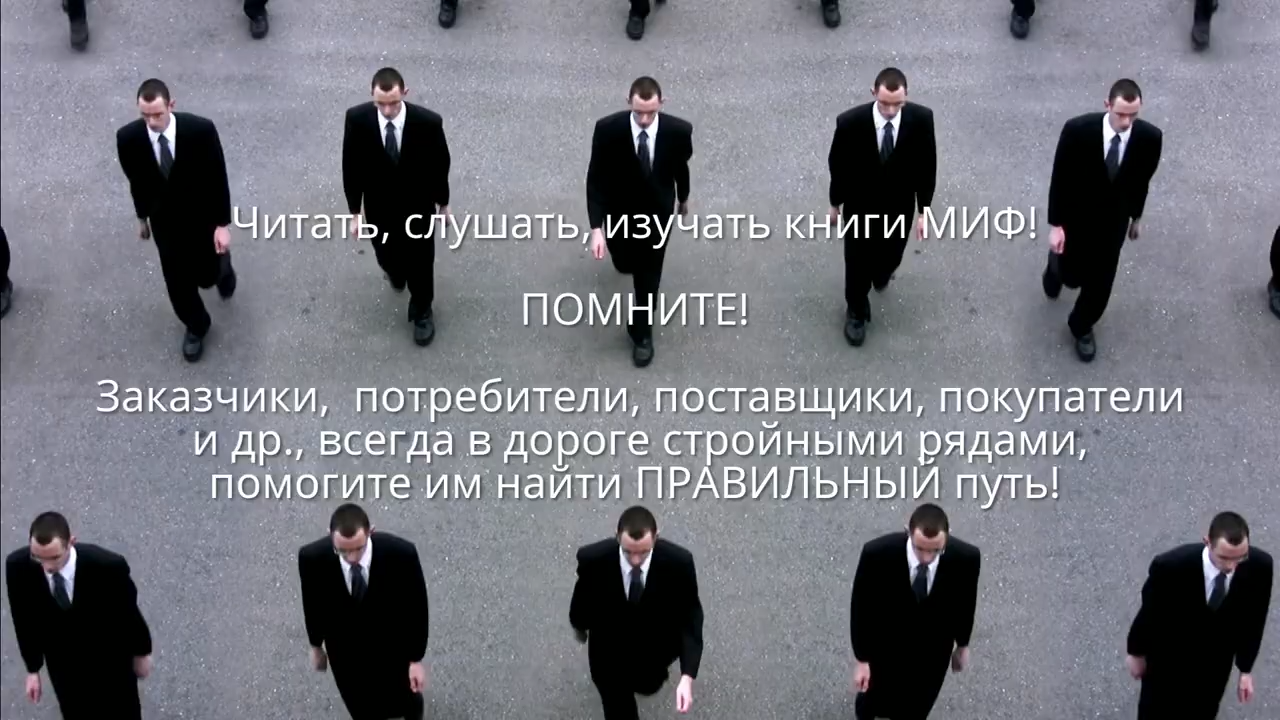 Читать, слушать, изучать книги МИФ!
ПОМНИТЕ!
Заказчики,  потребители, поставщики, покупатели
и др., всегда в дороге стройными рядами,
помогите им найти ПРАВИЛЬНЫЙ путь!